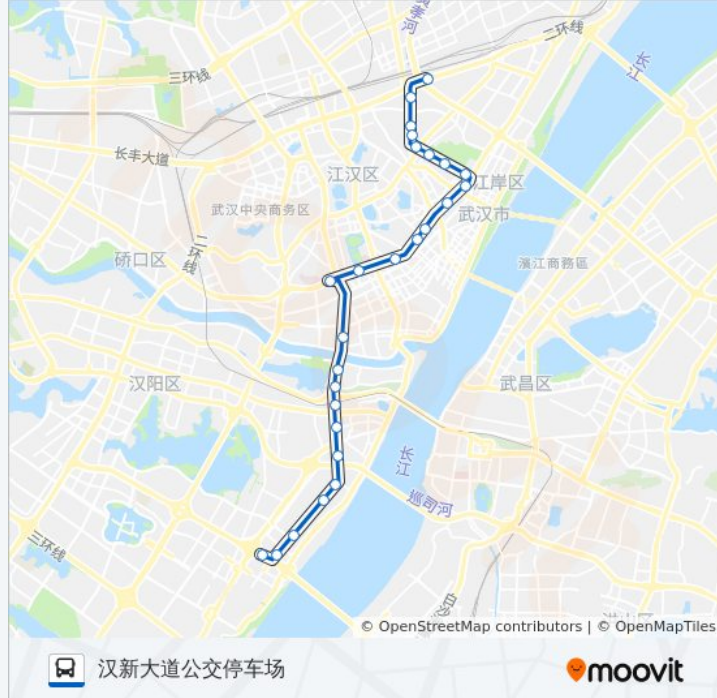 二环线
长江
三环线
长丰大道
江汉区
江岸区
武汉中央商务区
武汉市
二环线
硚口区
濱江商務區
汉阳区
武昌区
长江
巡司河
三环线
© OpenStreetMap contributors | © OpenMapTiles
汉新大道公交停车场
moovit